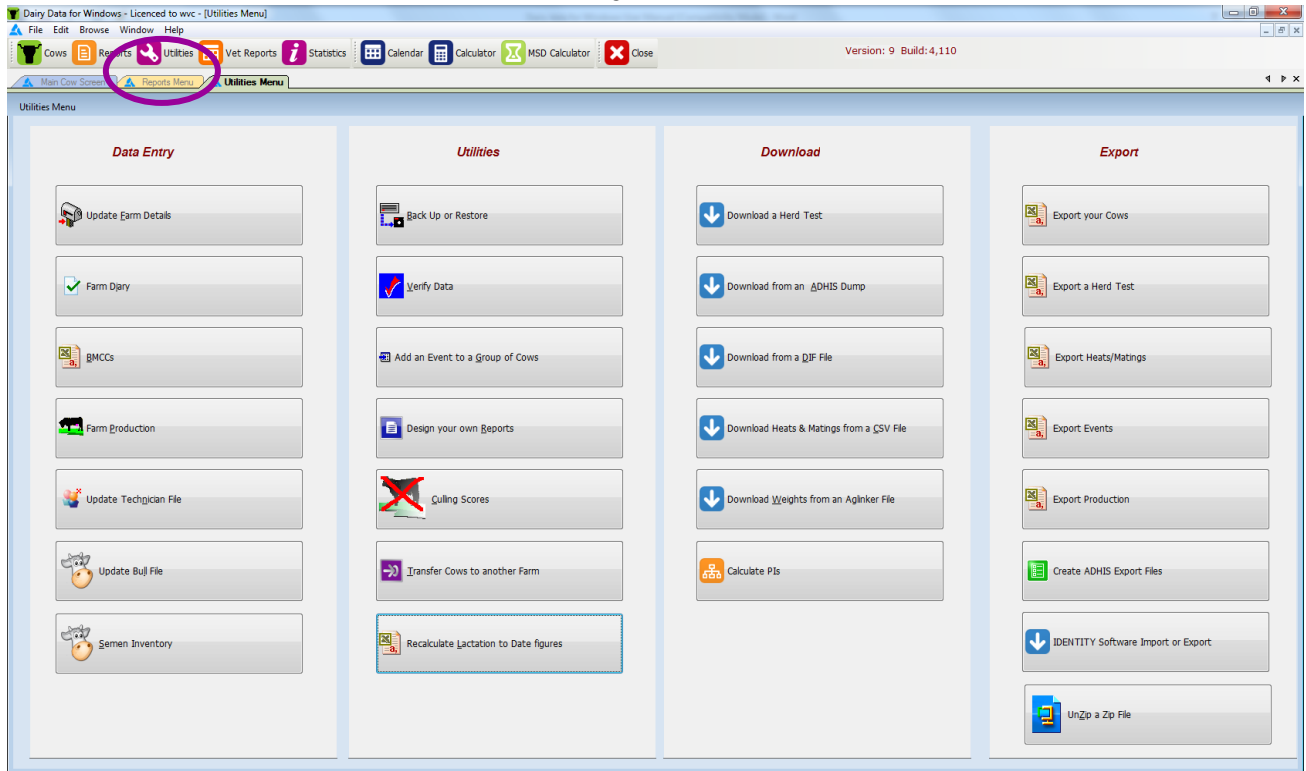 Dairy Data for Windows - Licenced to wvc - [Utilities Menu]
File Edit Browse Window Help
Cows Reports Utilities Vet Reports Statistics Calendar Calculator MSD Calculator Close Version: 9 Build:4,110
Main Cow Screen Reports Menu Utilities Menu
Utilities Menu
Data Entry
Update Farm Details
Farm Diary
BMCCs
Farm Production
Update Technician File
Update Bull File
Semen Inventory
Utilities
Back Up or Restore
Verify Data
Add an Event to a Group of Cows
Design your own Reports
Culling Scores
Transfer Cows to another Farm
Recalculate Lactation to Date figures
Download
Download a Herd Test
Download from an ADHIS Dump
Download from a DIF File
Download Heats & Matings from a CSV File
Download Weights from an Aglinker File
Calculate PIs
Export
Export your Cows
Export a Herd Test
Export Heats/Matings
Export Events
Export Production
Create ADHIS Export Files
IDENTITY Software Import or Export
UnZip a Zip File